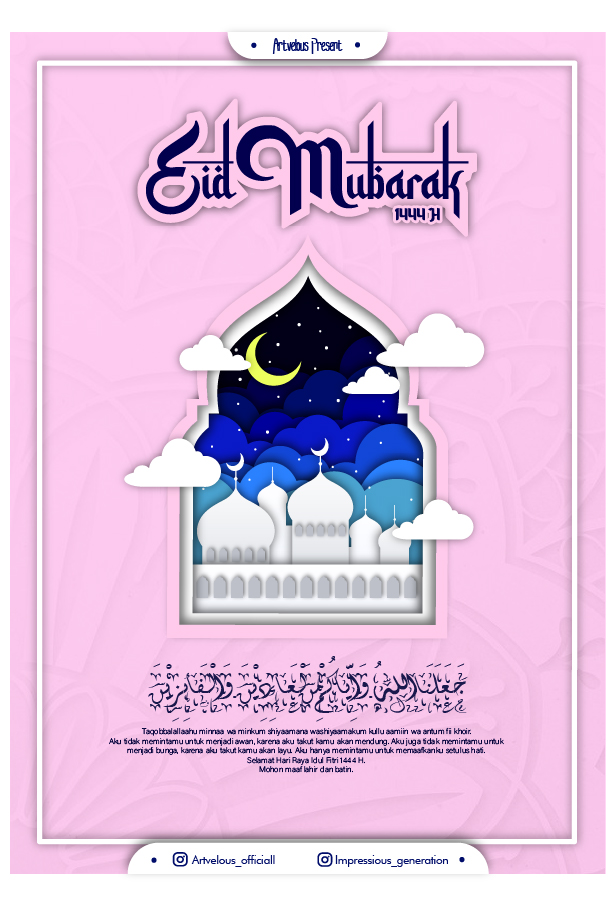 Artvelous Present
Eid Mubarak
1444 H
جَعَلَنَا اللهُ وَإِيَّاكُمْ مِنَ الْعَائِدِيْنَ وَالْفَائِزِيْنَ
Taqobbalallaahu minnaa wa minkum shiyaamana washiyaamakum kullu aamiin wa antum fii khoir.
Aku tidak memintamu untuk menjadi awan, karena aku takut kamu akan mendung. Aku juga tidak memintamu untuk
menjadi bunga, karena aku takut kamu akan layu. Aku hanya memintamu untuk memaafkanku setulus hati.
Selamat Hari Raya Idul Fitri 1444 H.
Mohon maaf lahir dan batin.
Artvelous_officiall
Impressious_generation